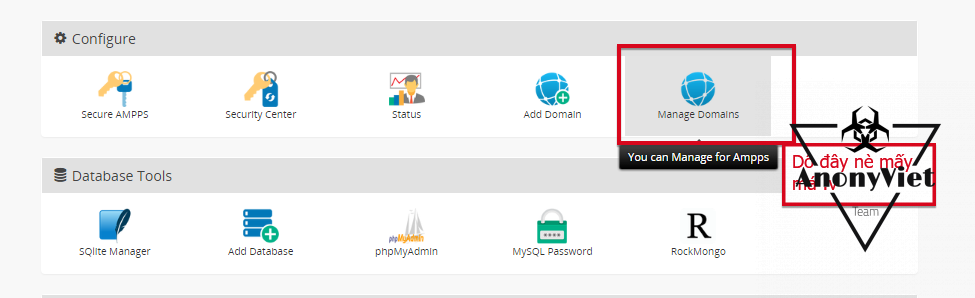 Configure
Secure AMPPS
Security Center
Status
Add Domain
Manage Domains
You can Manage for Ampps
Dô đây nè mấy
AnonyViet
Team
Database Tools
SQlite Manager
Add Database
phpMyAdmin
phpMyAdmin
MySQL Password
R
RockMongo